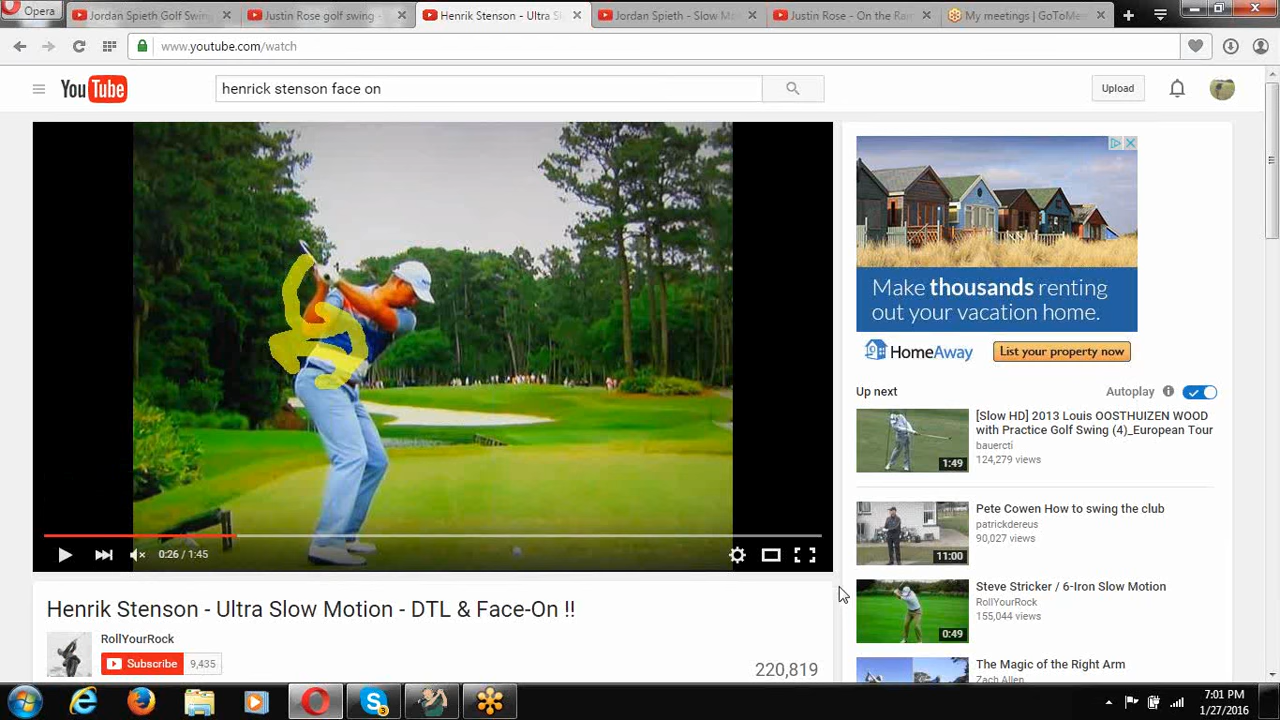 Opera
Jordan Spieth Golf Swing
Justin Rose golf swing -
Henrik Stenson - Ultra Sl
Jordan Spieth - Slow M
Justin Rose - On the Ra
My meetings | GoToMe
www.youtube.com/watch
YouTube
henrick stenson face on
Upload
Make thousands renting
out your vacation home.
HomeAway
List your property now
Up next
Autoplay
[Slow HD] 2013 Louis OOSTHUIZEN WOOD
with Practice Golf Swing (4)_European Tour
bauercti
124,279 views
1:49
Pete Cowen How to swing the club
patrickdereus
90,027 views
11:00
Steve Stricker / 6-Iron Slow Motion
RollYourRock
155,044 views
0:49
The Magic of the Right Arm
Zach Allen
0:26 / 1:45
Henrik Stenson - Ultra Slow Motion - DTL & Face-On !!
RollYourRock
Subscribe
9,435
220,819
3
7:01 PM
1/27/2016